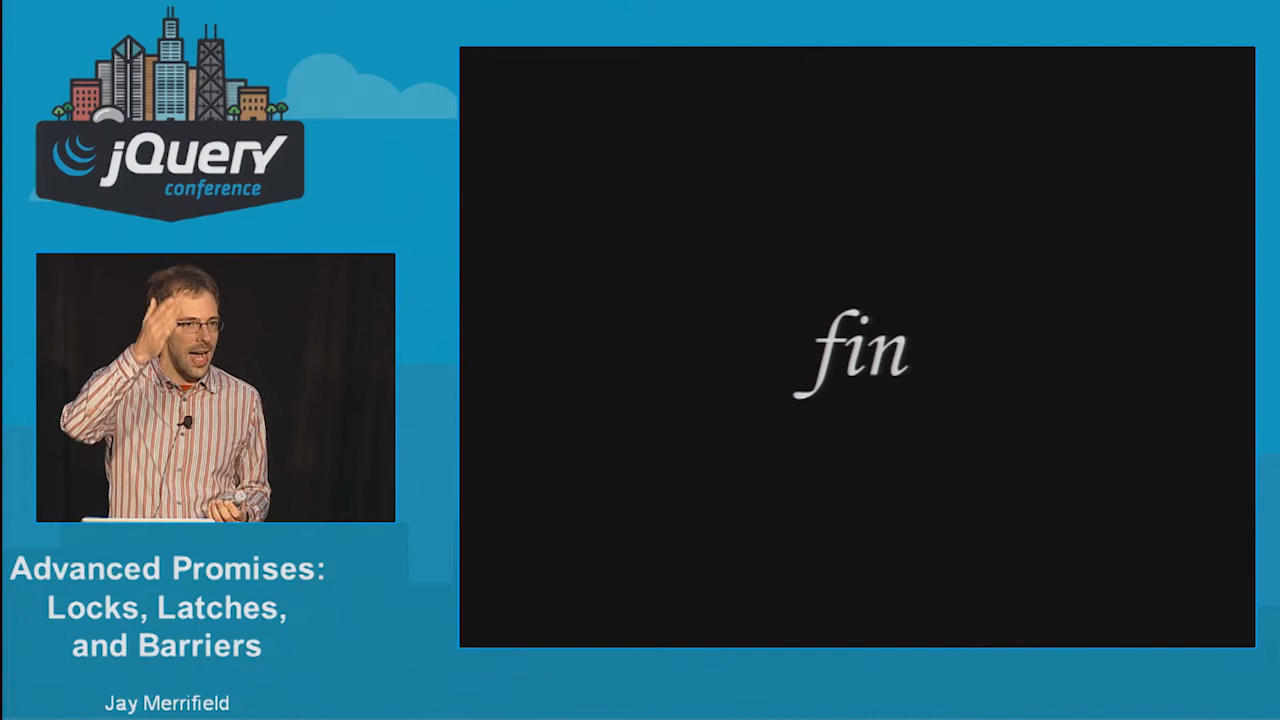 jQuery
conference
fin
Advanced Promises:
Locks, Latches,
and Barriers
Jay Merrifield